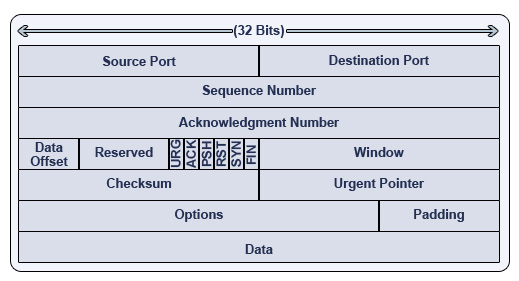 (32 Bits)
Source Port
Destination Port
Sequence Number
Acknowledgment Number
Data
Offset
Reserved
URG
ACK
PSH
RST
SYN
FIN
Window
Checksum
Urgent Pointer
Options
Padding
Data